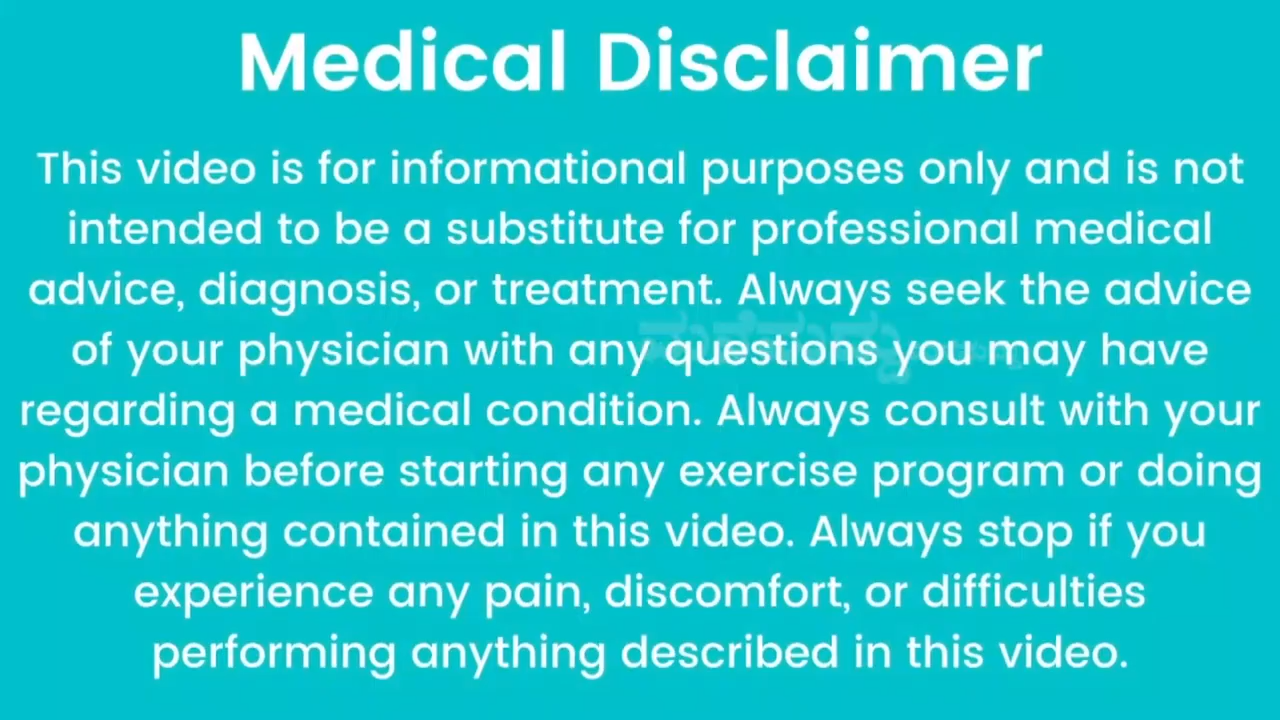 Medical Disclaimer
This video is for informational purposes only and is not
intended to be a substitute for professional medical
advice, diagnosis, or treatment. Always seek the advice
of your physician with any questions you may have
regarding a medical condition. Always consult with your
physician before starting any exercise program or doing
anything contained in this video. Always stop if you
experience any pain, discomfort, or difficulties
performing anything described in this video.